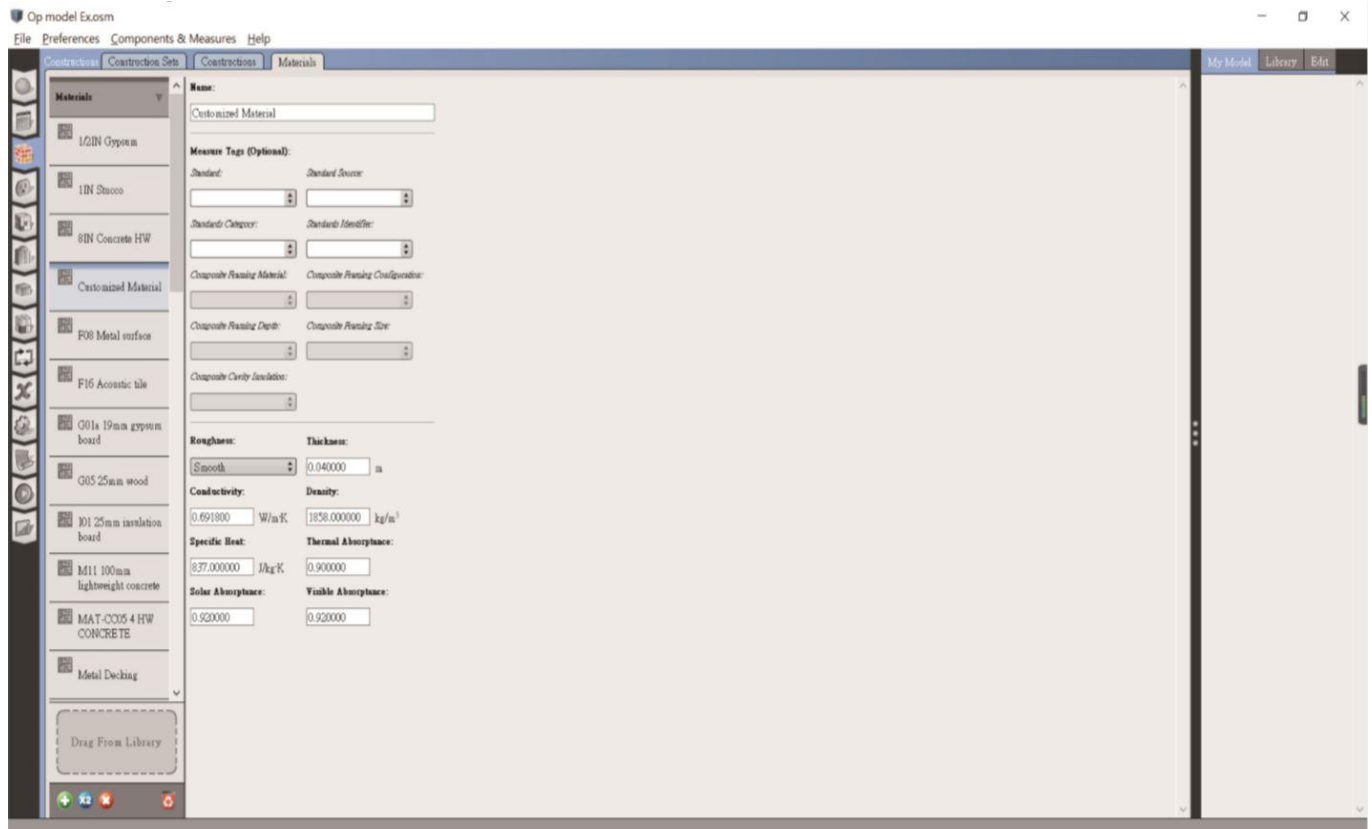 Op model Ex.osm
File Preferences Components & Measures Help
Constructions Construction Sets Constructions Materials
My Model Library Edit
Materials
1/2IN Gypsum
1IN Stucco
8IN Concrete HW
Customized Material
F08 Metal surface
F16 Acoustic tile
G01a 19mm gypsum
board
G05 25mm wood
I01 25mm insulation
board
M11 100mm
lightweight concrete
MAT-CC05 4 HW
CONCRETE
Metal Decking
Drag From Library
X2
Name:
Customized Material
Measure Tags (Optional):
Standard: Standard Source:
Standards Category: Standards Identifier:
Composite Framing Material: Composite Framing Configuration:
Composite Framing Depth: Composite Framing Size:
Composite Cavity Insulation:
Roughness: Thickness:
Smooth 0.040000 m
Conductivity: Density:
0.691800 W/m·K 1858.000000 kg/m³
Specific Heat: Thermal Absorptance:
837.000000 J/kg·K 0.900000
Solar Absorptance: Visible Absorptance:
0.920000 0.920000